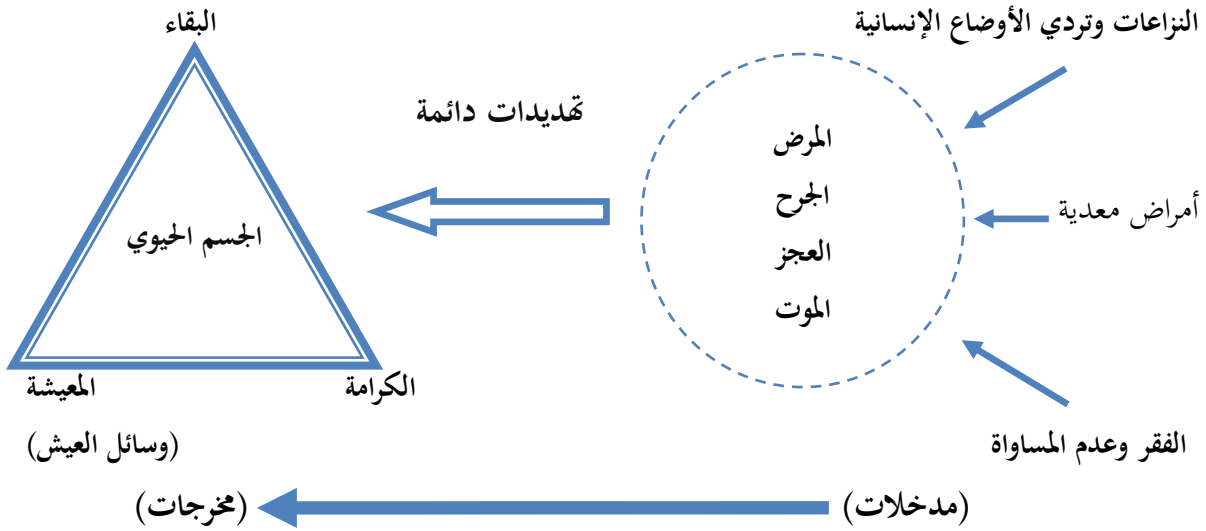 النزاعات وتردي الأوضاع الإنسانية
أمراض معدية
الفقر وعدم المساواة
المرض
الجرح
العجز
الموت
تهديدات دائمة
البقاء
الجسم الحيوي
الكرامة
المعيشة
(وسائل العيش)
(مدخلات)
(مخرجات)